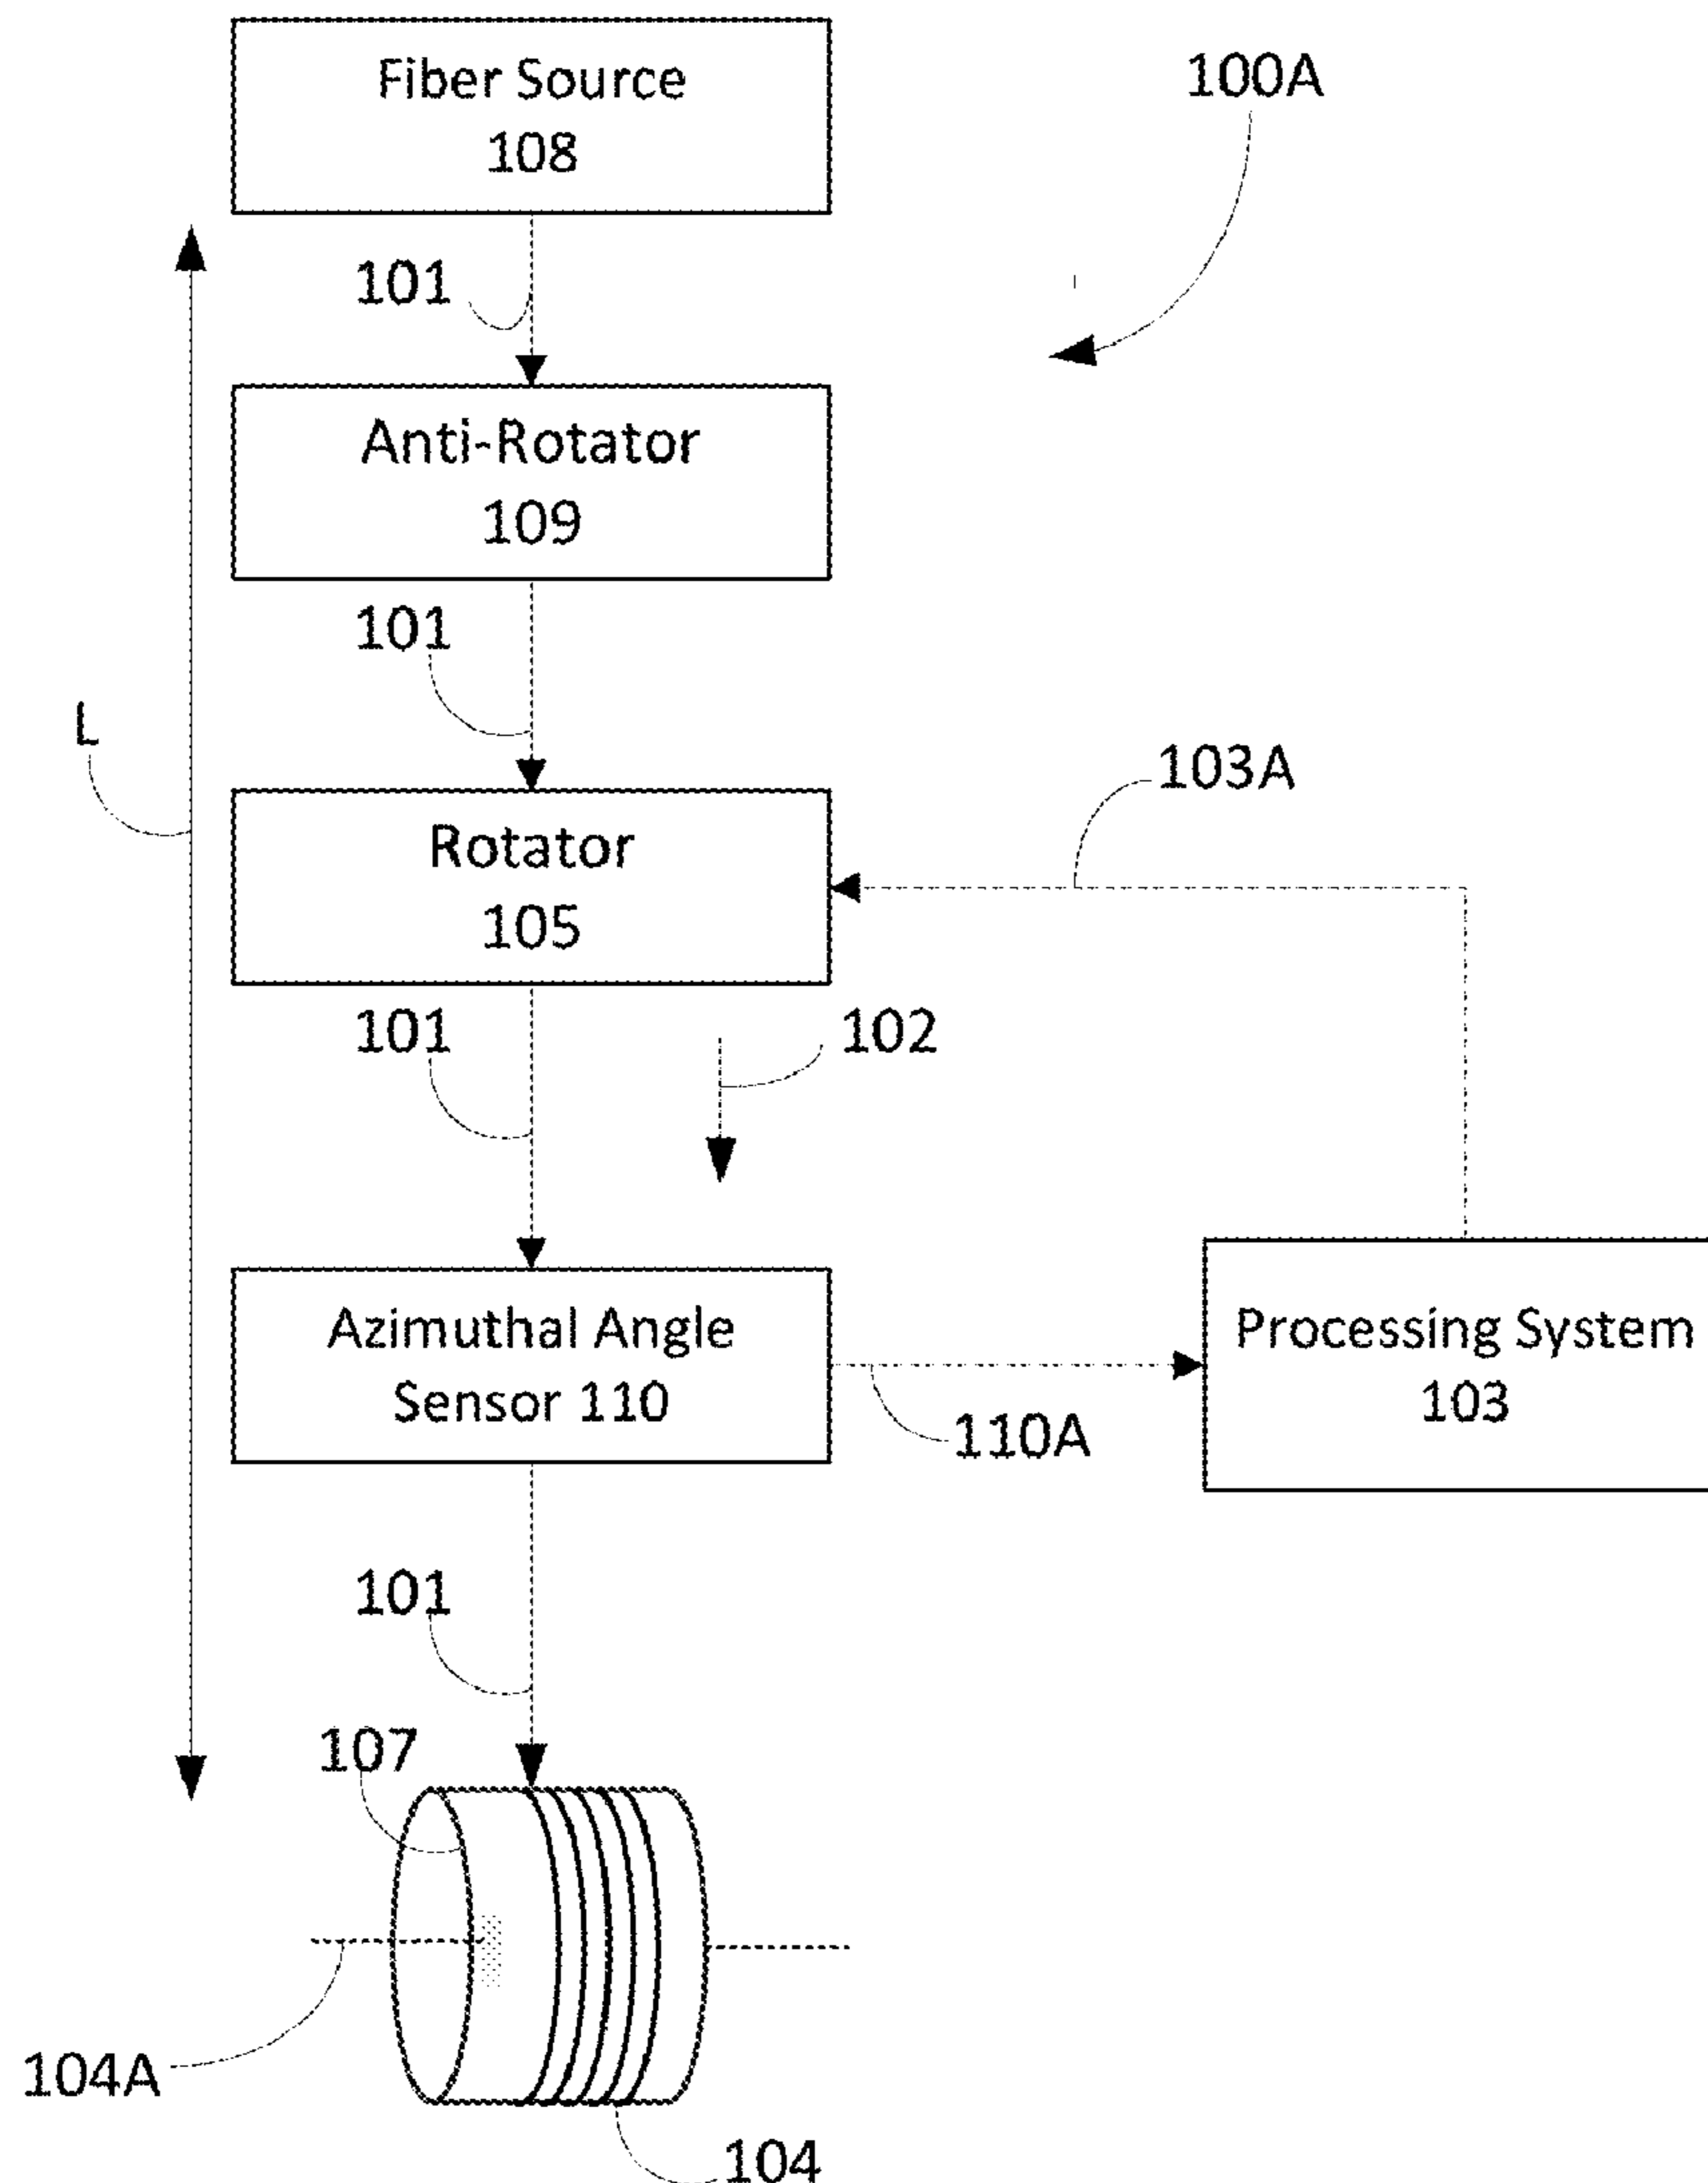 Fiber Source
108
100A
101
Anti-Rotator
109
101
L
103A
Rotator
105
101
102
Azimuthal Angle
Sensor 110
Processing System
103
110A
101
107
104A
104